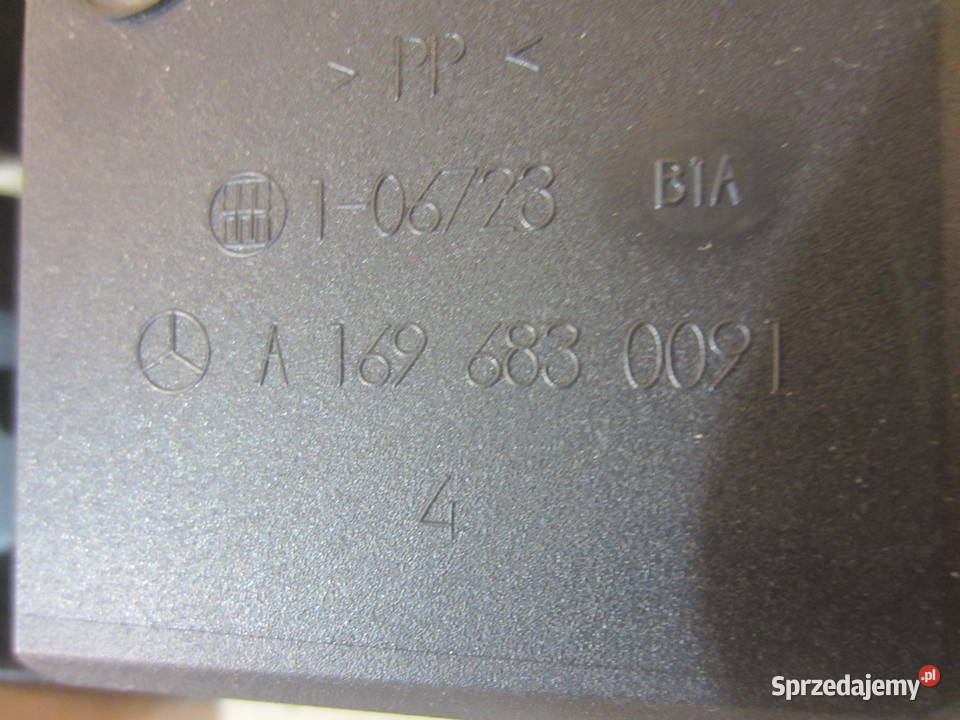 > PP <
1-06723 B1A
A 169 683 0091
4
Sprzedajemy.pl